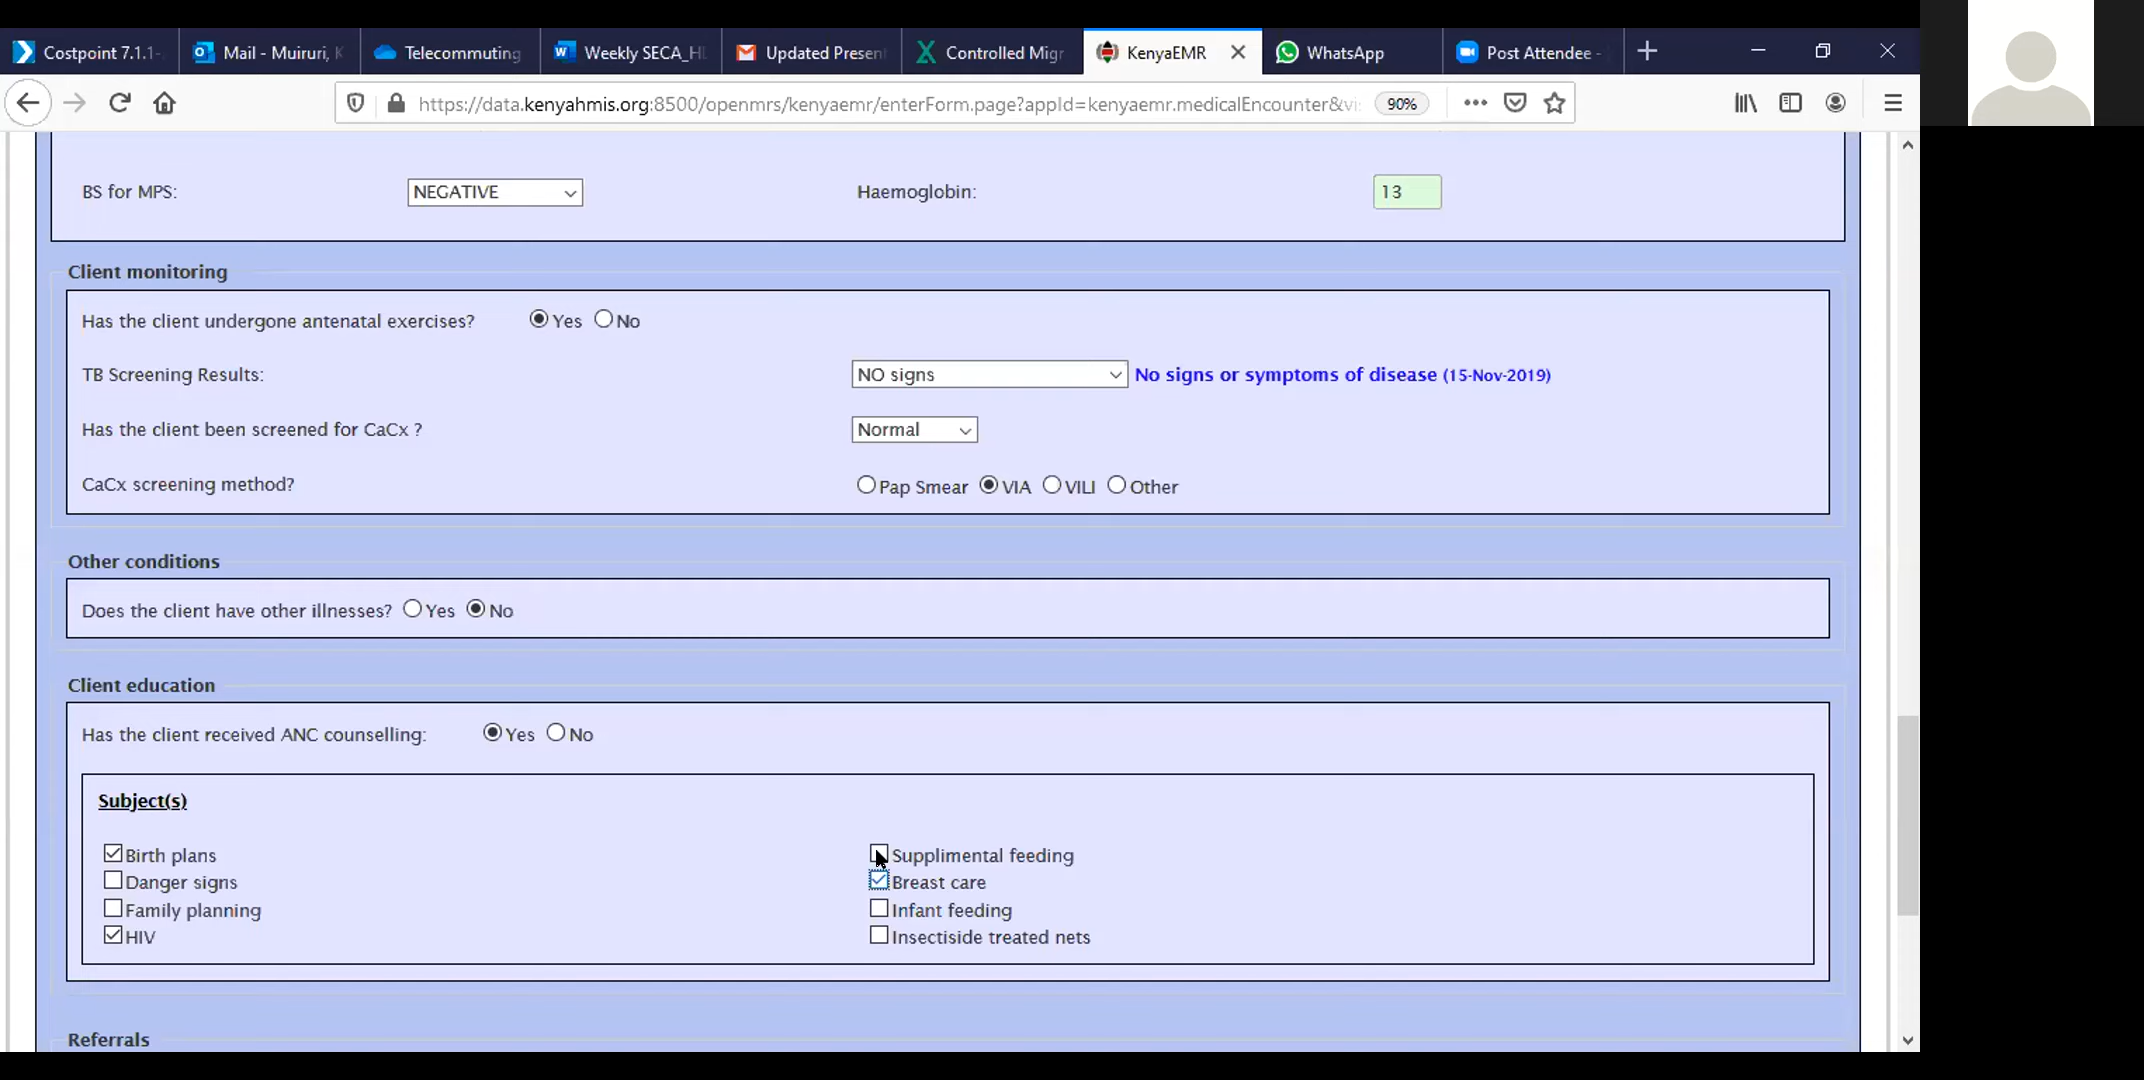 Costpoint 7.1.1- Mail - Muiruri, K Telecommuting Weekly SECA_HI Updated Present Controlled Migr KenyaEMR WhatsApp Post Attendee -
https://data.kenyahmis.org:8500/openmrs/kenyaemr/enterForm.page?appId=kenyaemr.medicalEncounter&vi 90%
BS for MPS: NEGATIVE Haemoglobin: 13
Client monitoring
Has the client undergone antenatal exercises? Yes No
TB Screening Results: NO signs No signs or symptoms of disease (15-Nov-2019)
Has the client been screened for CaCx ? Normal
CaCx screening method? Pap Smear VIA VILI Other
Other conditions
Does the client have other illnesses? Yes No
Client education
Has the client received ANC counselling: Yes No
Subject(s)
Birth plans Supplimental feeding
Danger signs Breast care
Family planning Infant feeding
HIV Insectiside treated nets
Referrals